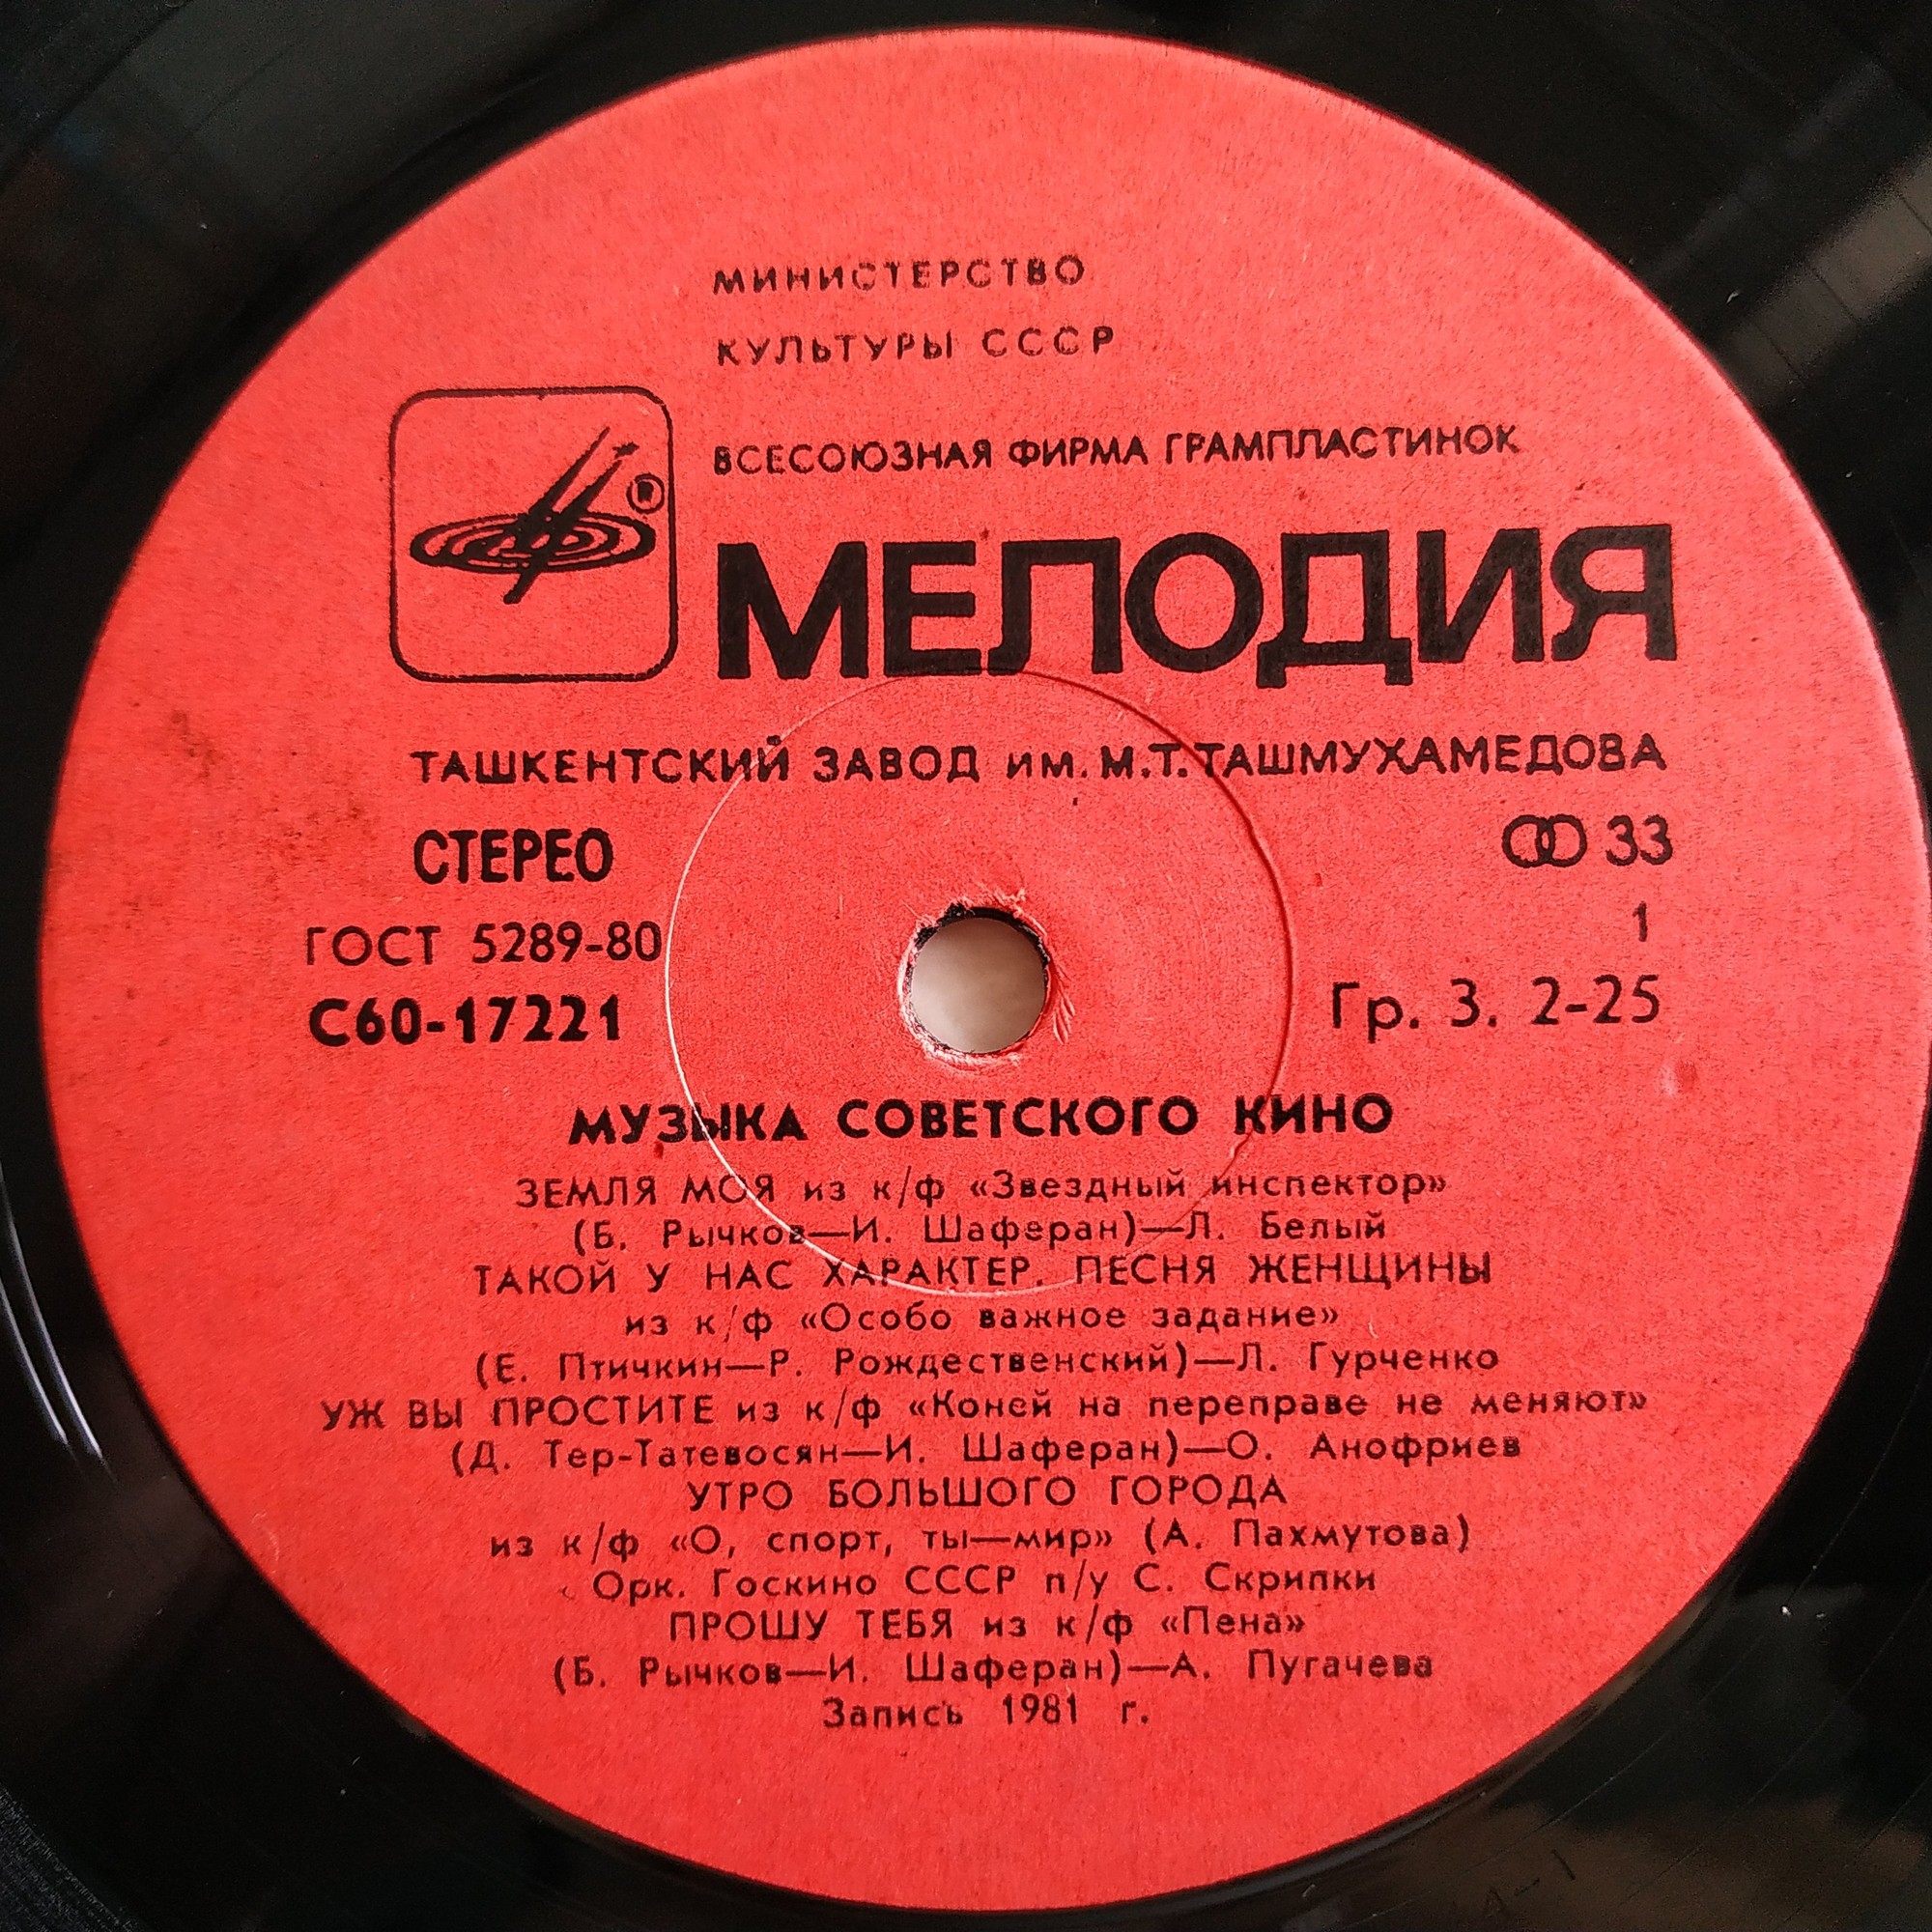 МИНИСТЕРСТВО
КУЛЬТУРЫ СССР
ВСЕСОЮЗНАЯ ФИРМА ГРАМПЛАСТИНОК
®
МЕЛОДИЯ
ТАШКЕНТСКИЙ ЗАВОД им. М.Т. ТАШМУХАМЕДОВА
СТЕРЕО
33
ГОСТ 5289-80
1
С60-17221
Гр. 3. 2-25
МУЗЫКА СОВЕТСКОГО КИНО
ЗЕМЛЯ МОЯ из к/ф «Звездный инспектор»
(Б. Рычков—И. Шаферан)—Л. Белый
ТАКОЙ У НАС ХАРАКТЕР. ПЕСНЯ ЖЕНЩИНЫ
из к/ф «Особо важное задание»
(Е. Птичкин—Р. Рождественский)—Л. Гурченко
УЖ ВЫ ПРОСТИТЕ из к/ф «Коней на переправе не меняют»
(Д. Тер-Татевосян—И. Шаферан)—О. Анофриев
УТРО БОЛЬШОГО ГОРОДА
из к/ф «О, спорт, ты—мир» (А. Пахмутова)
Орк. Госкино СССР п/у С. Скрипки
ПРОШУ ТЕБЯ из к/ф «Пена»
(Б. Рычков—И. Шаферан)—А. Пугачева
Запись 1981 г.